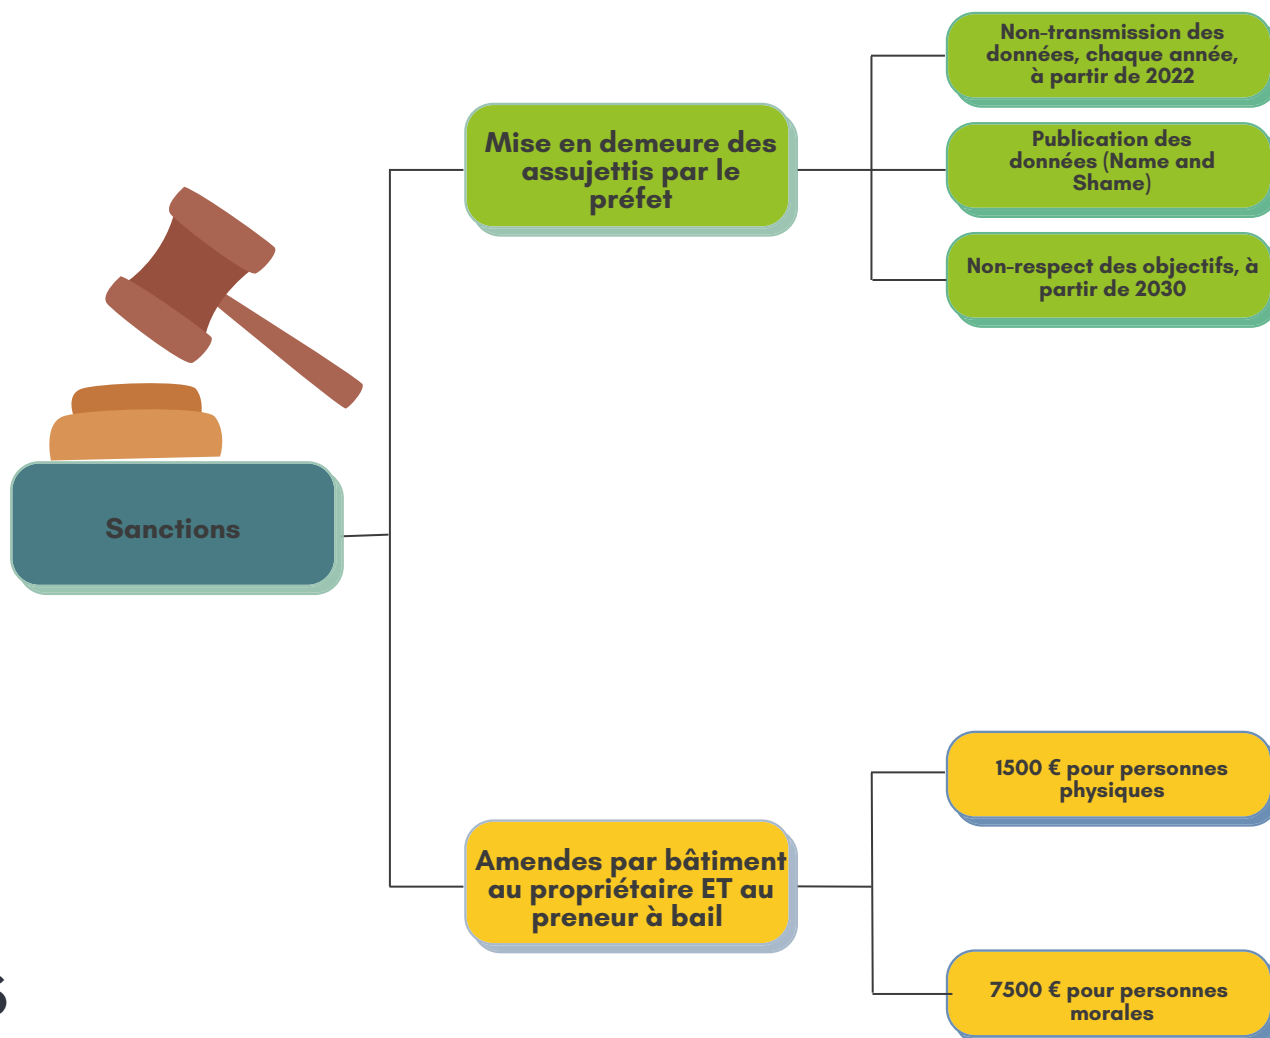 Non-transmission des
données, chaque année,
à partir de 2022
Mise en demeure des
assujettis par le
préfet
Publication des
données (Name and
Shame)
Non-respect des objectifs, à
partir de 2030
Sanctions
1500 € pour personnes
physiques
Amendes par bâtiment
au propriétaire ET au
preneur à bail
7500 € pour personnes
morales